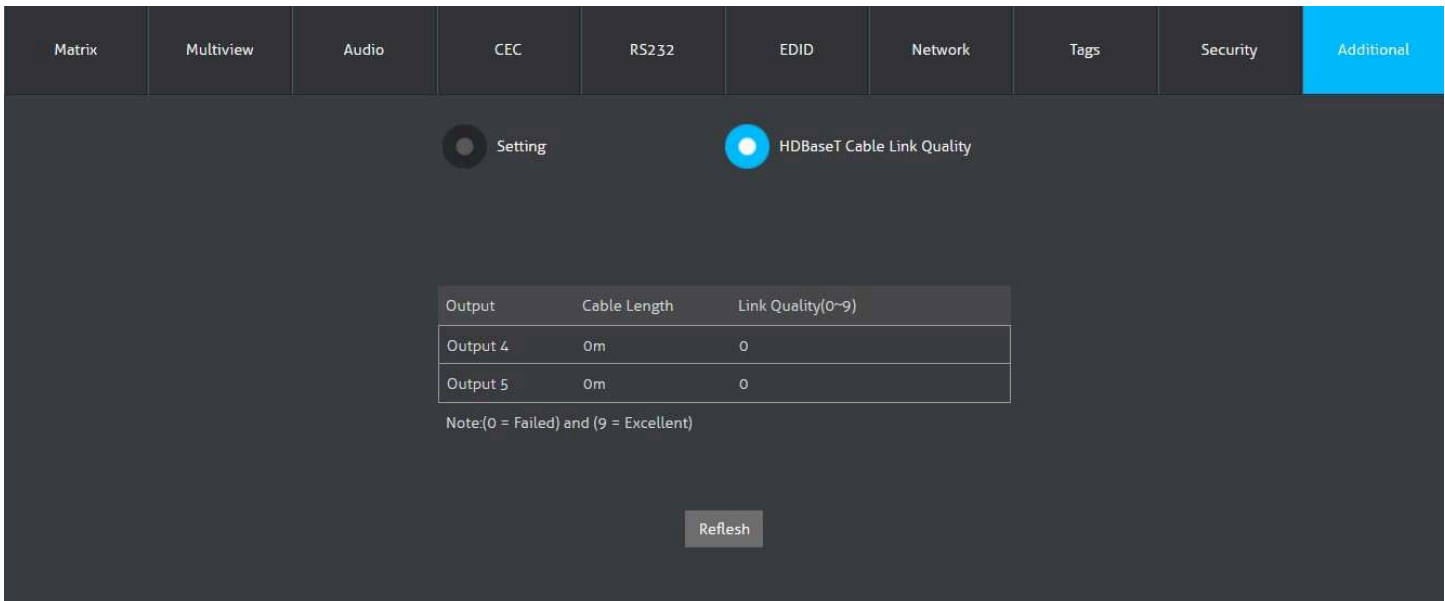 Matrix Multiview Audio CEC RS232 EDID Network Tags Security Additional
Setting HDBaseT Cable Link Quality
Output Cable Length Link Quality(0~9)
Output 4 0m 0
Output 5 0m 0
Note:(0 = Failed) and (9 = Excellent)
Reflesh